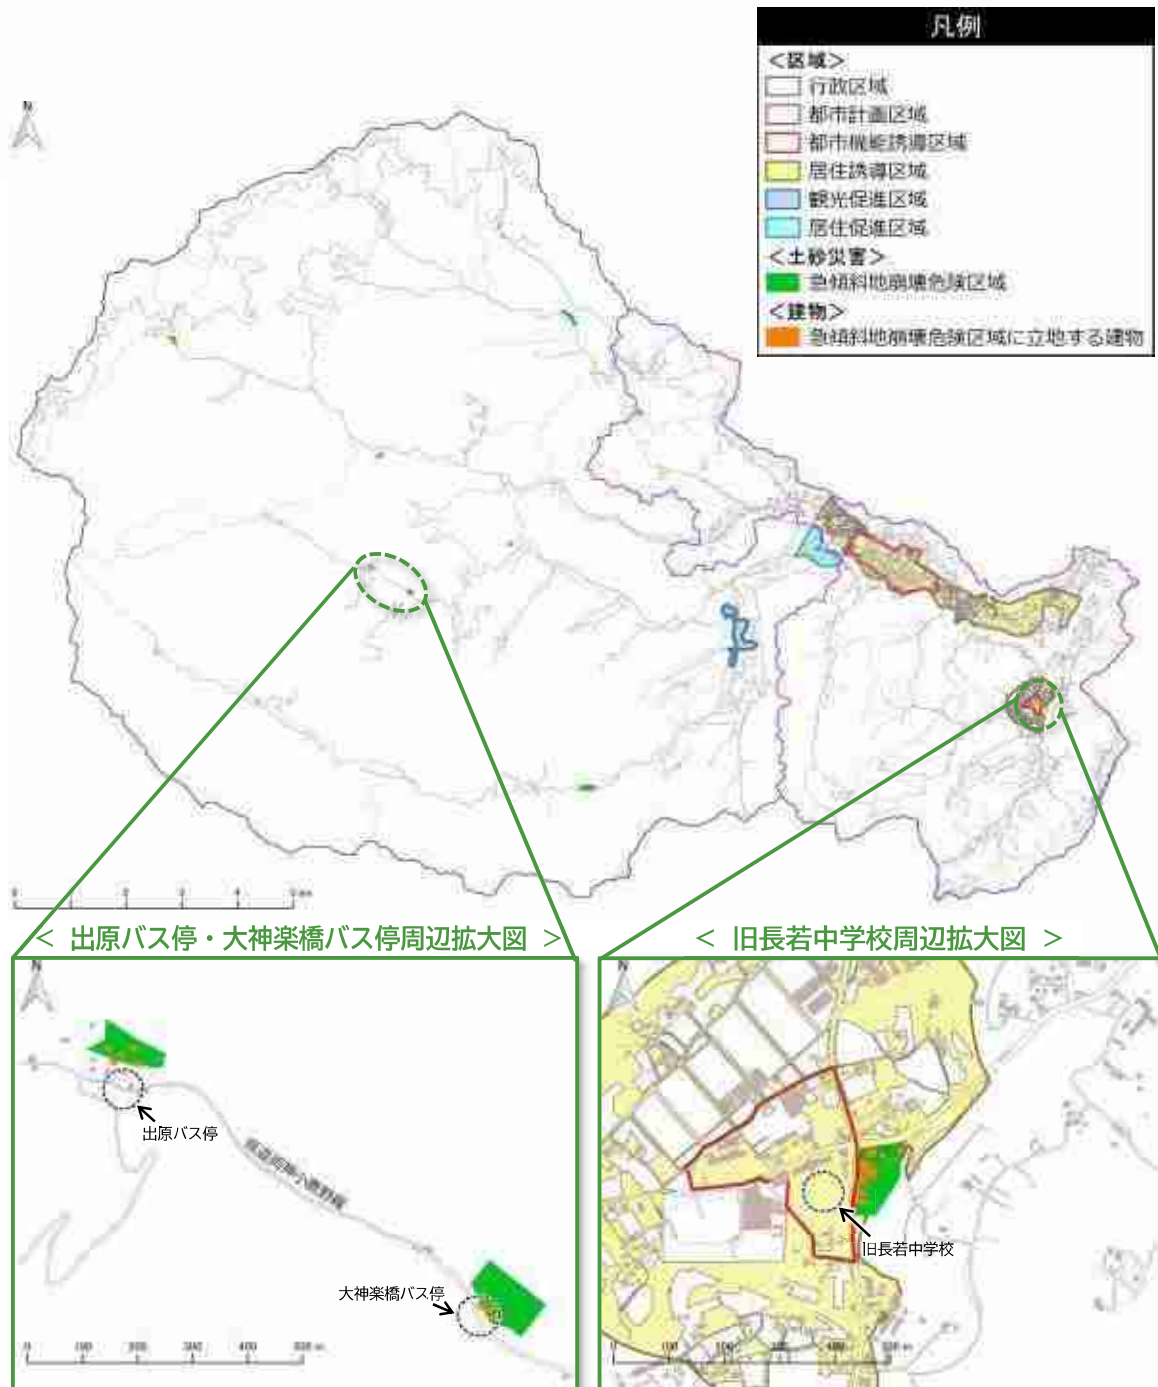 凡例
＜区域＞
行政区域
都市計画区域
都市機能誘導区域
居住誘導区域
観光促進区域
居住促進区域
＜土砂災害＞
急傾斜地崩壊危険区域
＜建物＞
急傾斜地崩壊危険区域に立地する建物
N
＜ 出原バス停・大神楽橋バス停周辺拡大図 ＞
N
出原バス停
大神楽橋バス停
0 100 200 300 400 500 m
＜ 旧長若中学校周辺拡大図 ＞
N
旧長若中学校